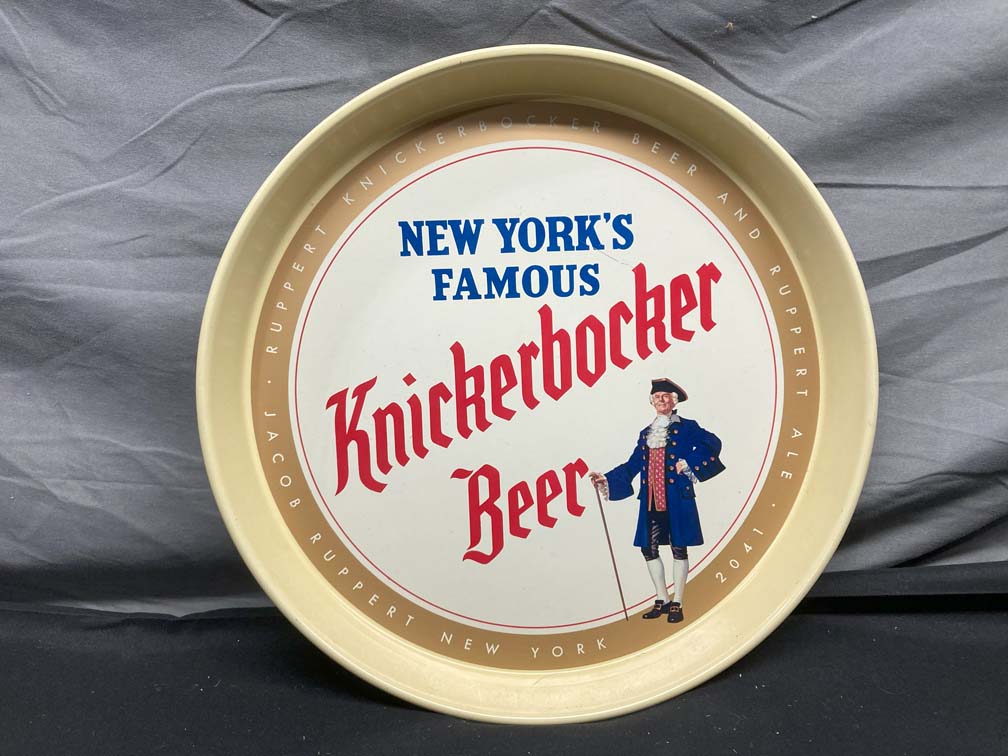 NEW YORK'S
FAMOUS
Knickerbocker
Beer
· RUPPERT KNICKERBOCKER BEER AND RUPPERT ALE ·
JACOB RUPPERT NEW YORK
2041